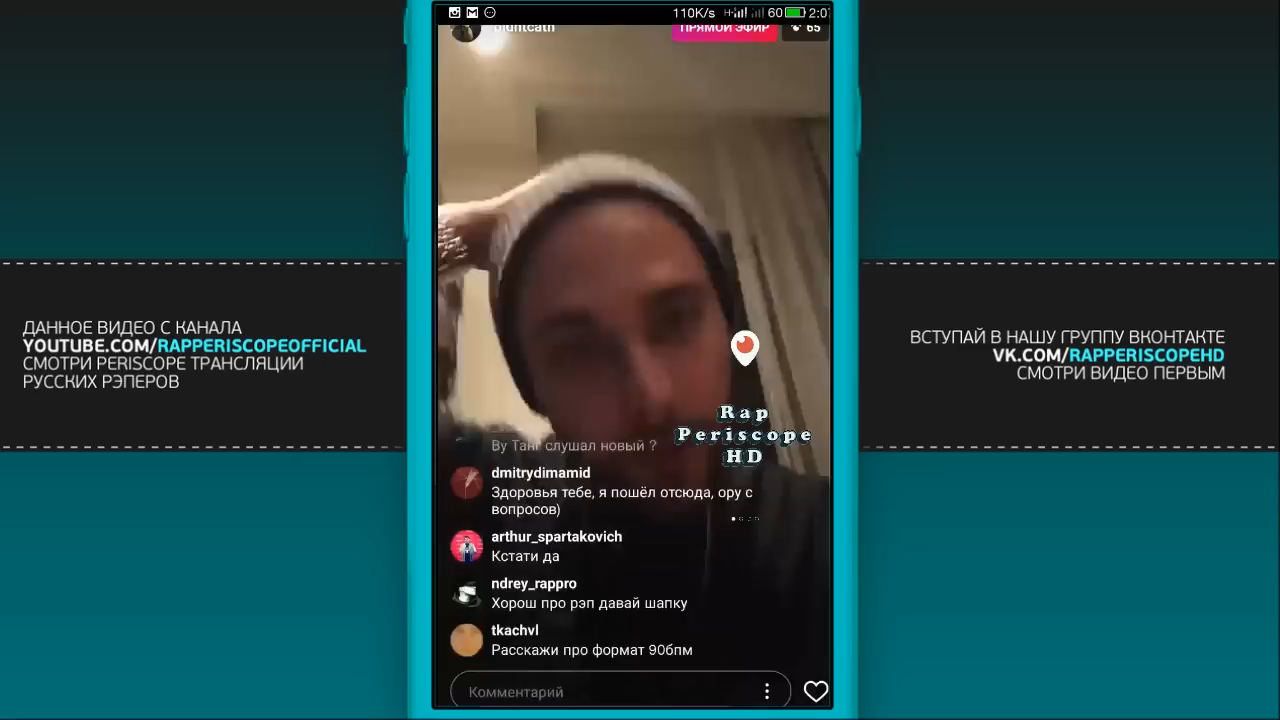 110K/s
60
2:0
ПРЯМОЙ ЭФИР
65
ДАННОЕ ВИДЕО С КАНАЛА
YOUTUBE.COM/RAPPERISCOPEOFFICIAL
СМОТРИ PERISCOPE ТРАНСЛЯЦИИ
РУССКИХ РЭПЕРОВ
ВСТУПАЙ В НАШУ ГРУППУ ВКОНТАКТЕ
VK.COM/RAPPERISCOPEHD
СМОТРИ ВИДЕО ПЕРВЫМ
Rap
Periscope
HD
Ву Танг слушал новый ?
dmitrydimamid
Здоровья тебе, я пошёл отсюда, ору с
вопросов)
arthur_spartakovich
Кстати да
ndrey_rappro
Хорош про рэп давай шапку
tkachvl
Расскажи про формат 90бпм
Комментарий